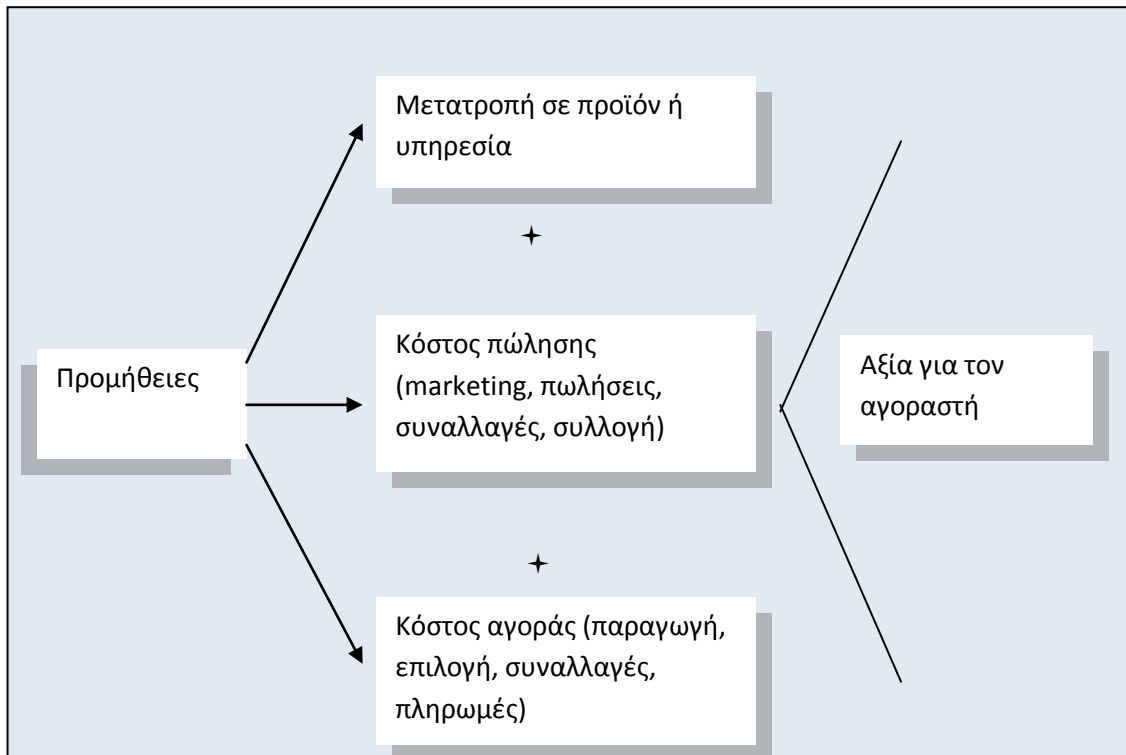 Μετατροπή σε προϊόν ή
υπηρεσία
Προμήθειες
Κόστος πώλησης
(marketing, πωλήσεις,
συναλλαγές, συλλογή)
Αξία για τον
αγοραστή
Κόστος αγοράς (παραγωγή,
επιλογή, συναλλαγές,
πληρωμές)